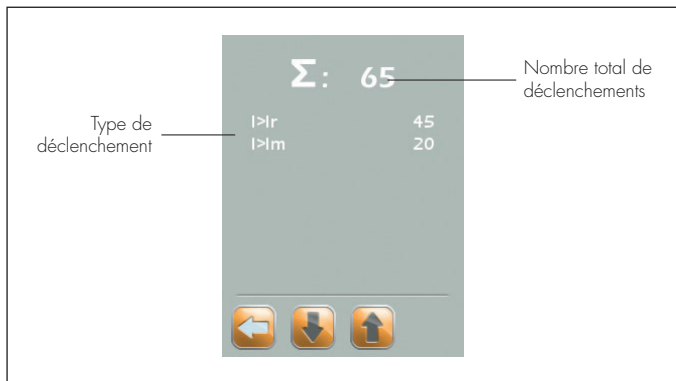 Σ: 65
Nombre total de
déclenchements
Type de
déclenchement
I>Ir 45
I>Im 20